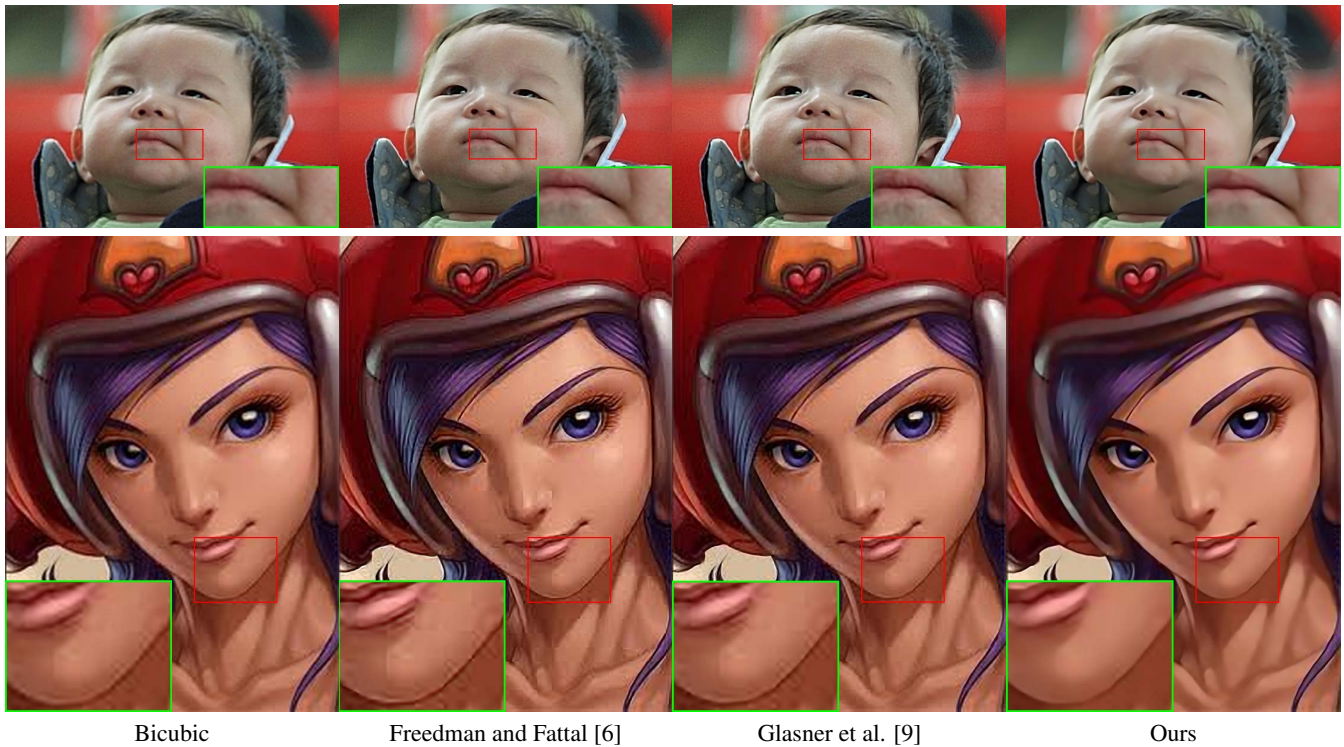 Bicubic
Freedman and Fattal [6]
Glasner et al. [9]
Ours